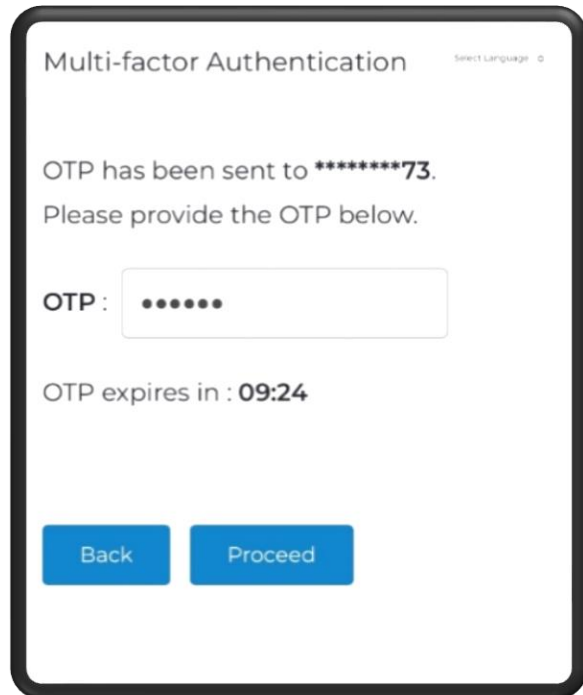 Multi-factor Authentication
Select Language
OTP has been sent to ********73.
Please provide the OTP below.
OTP : ••••••
OTP expires in : 09:24
Back
Proceed